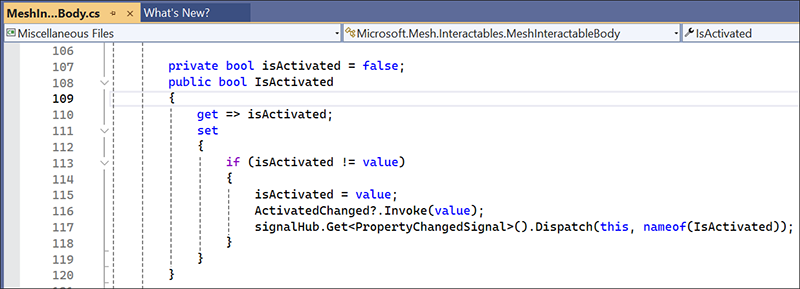 MeshIn...Body.cs What's New?
Miscellaneous Files Microsoft.Mesh.Interactables.MeshInteractableBody IsActivated
106
107 private bool isActivated = false;
108 public bool IsActivated
109 {
110 get => isActivated;
111 set
112 {
113 if (isActivated != value)
114 {
115 isActivated = value;
116 ActivatedChanged?.Invoke(value);
117 signalHub.Get<PropertyChangedSignal>().Dispatch(this, nameof(IsActivated));
118 }
119 }
120 }